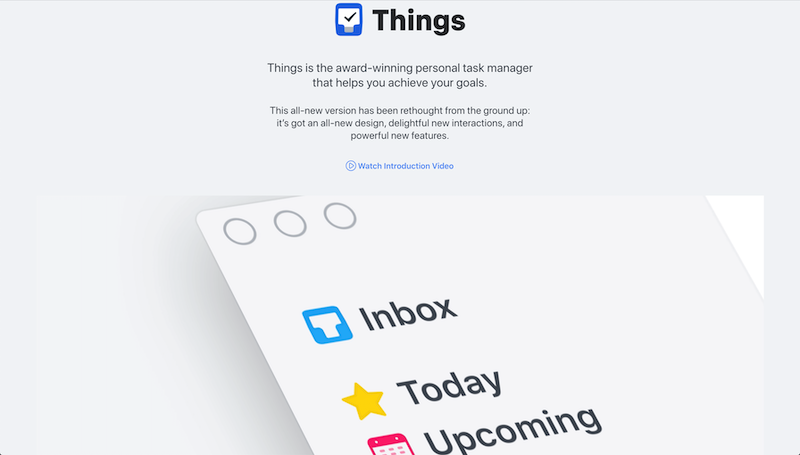 Things
Things is the award-winning personal task manager
that helps you achieve your goals.
This all-new version has been rethought from the ground up:
it's got an all-new design, delightful new interactions, and
powerful new features.
Watch Introduction Video
Inbox
Today
Upcoming